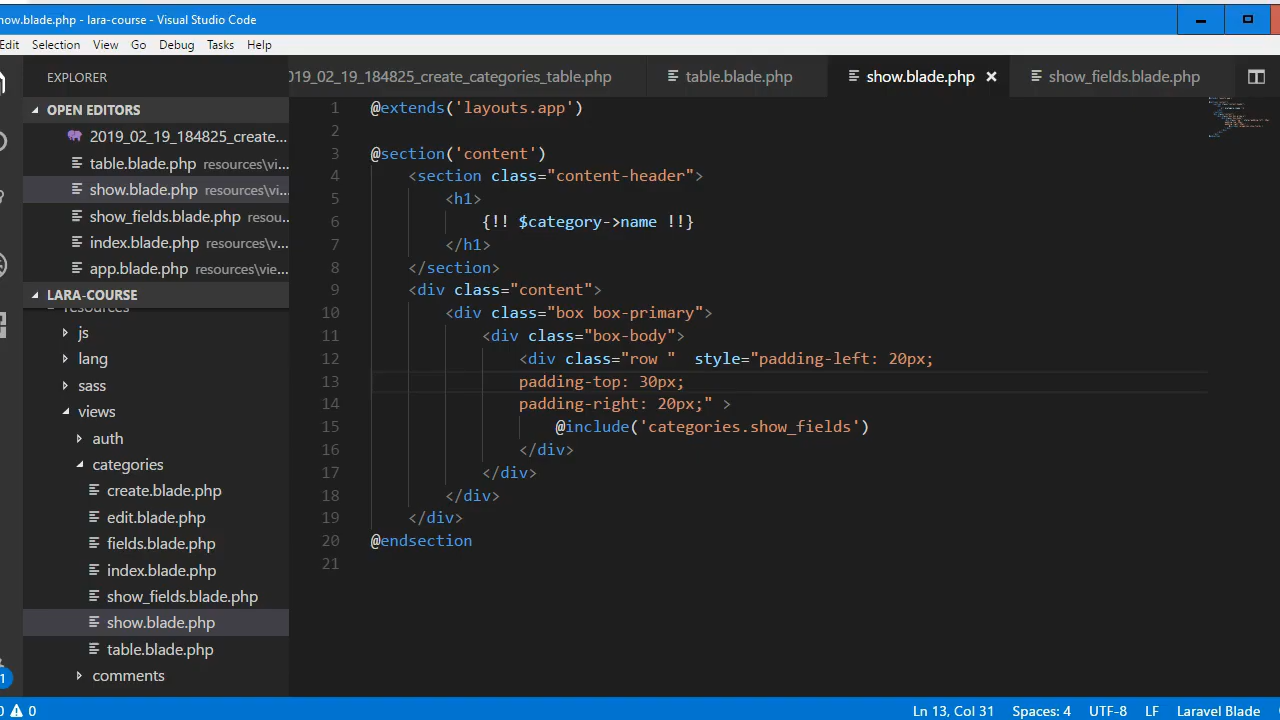 how.blade.php - lara-course - Visual Studio Code
Edit Selection View Go Debug Tasks Help
EXPLORER
2019_02_19_184825_create_categories_table.php table.blade.php show.blade.php × show_fields.blade.php
OPEN EDITORS
2019_02_19_184825_create...
table.blade.php resources\vi...
show.blade.php resources\vi...
show_fields.blade.php resou...
index.blade.php resources\v...
app.blade.php resources\vie...
LARA-COURSE
resources
js
lang
sass
views
auth
categories
create.blade.php
edit.blade.php
fields.blade.php
index.blade.php
show_fields.blade.php
show.blade.php
table.blade.php
comments
1 @extends('layouts.app')
2
3 @section('content')
4 <section class="content-header">
5 <h1>
6 {!! $category->name !!}
7 </h1>
8 </section>
9 <div class="content">
10 <div class="box box-primary">
11 <div class="box-body">
12 <div class="row "  style="padding-left: 20px;
13 padding-top: 30px;
14 padding-right: 20px;" >
15 @include('categories.show_fields')
16 </div>
17 </div>
18 </div>
19 </div>
20 @endsection
21
1
0 0 Ln 13, Col 31 Spaces: 4 UTF-8 LF Laravel Blade